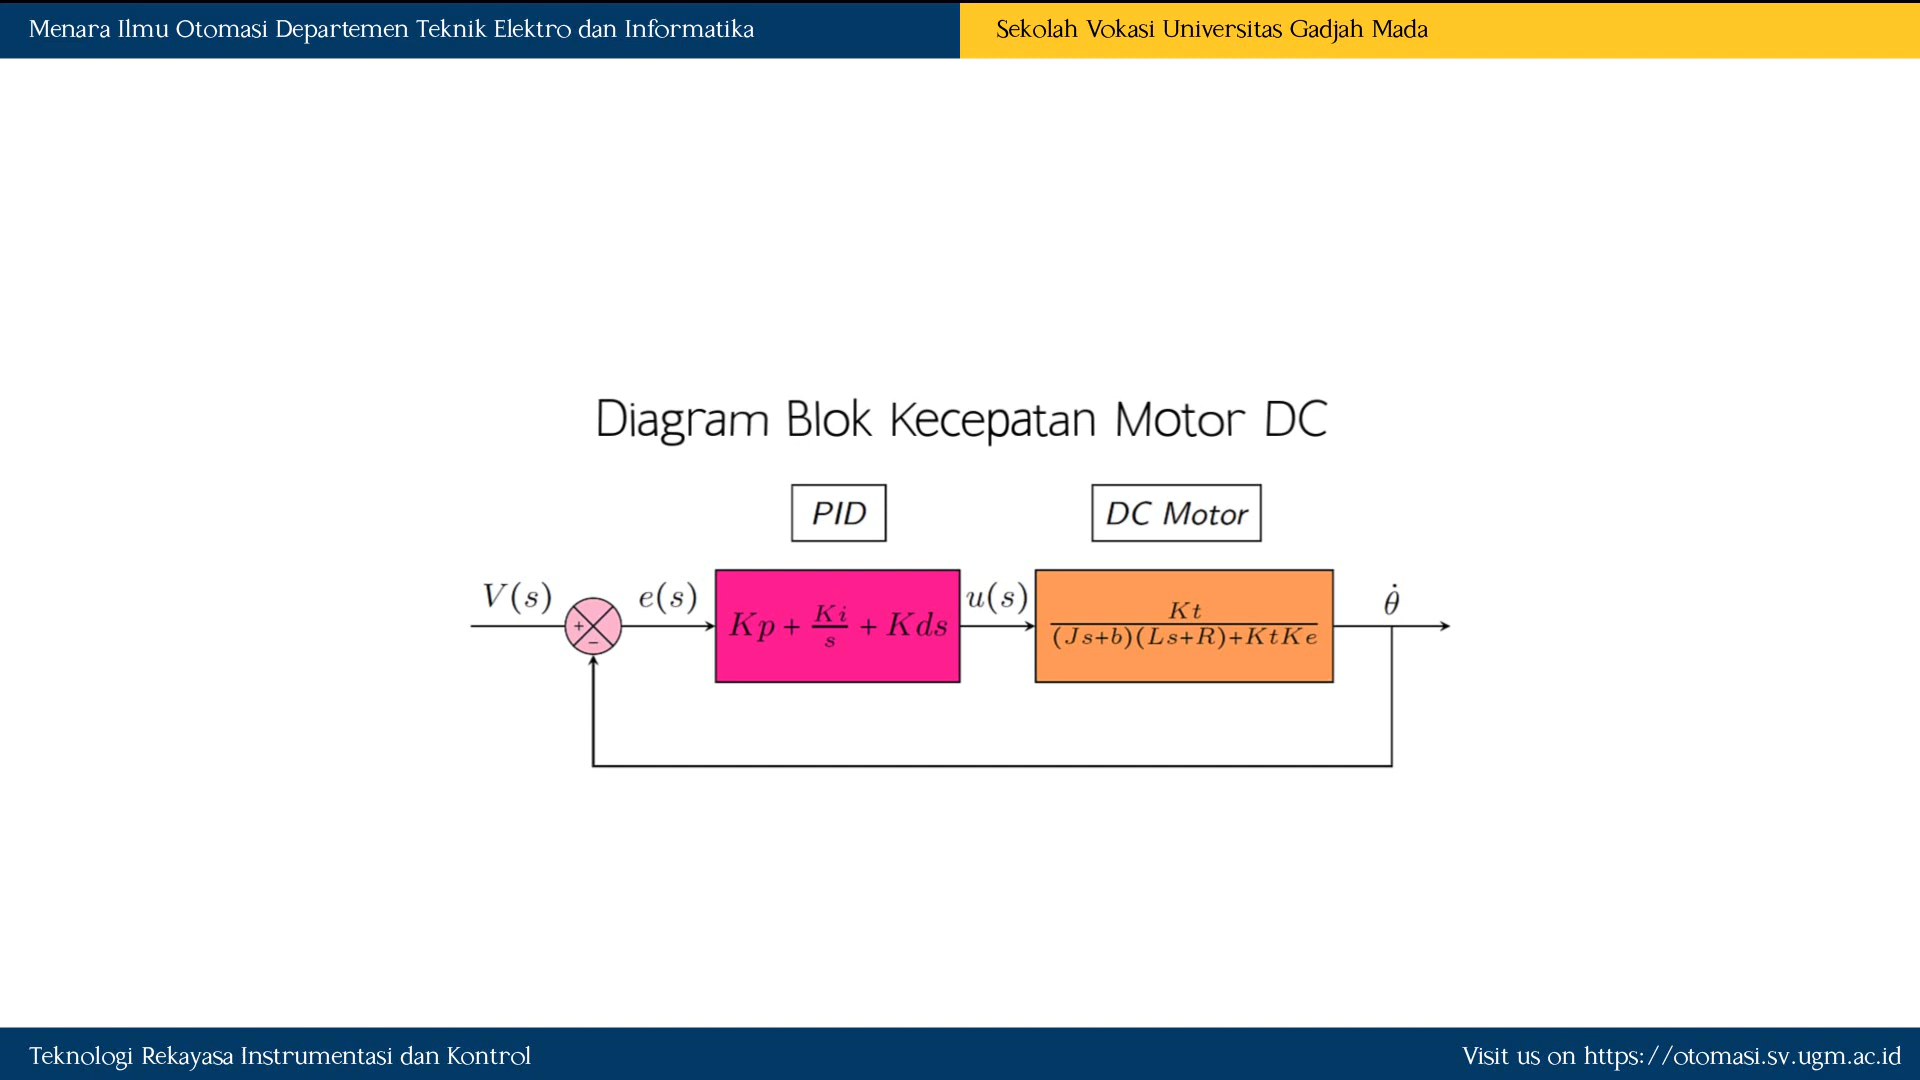 Menara Ilmu Otomasi Departemen Teknik Elektro dan Informatika
Sekolah Vokasi Universitas Gadjah Mada
Diagram Blok Kecepatan Motor DC
PID
DC Motor
V(s)
+
−
e(s)
Kp + Ki/s + Kds
u(s)
Kt/((Js+b)(Ls+R)+KtKe)
θ̇
Teknologi Rekayasa Instrumentasi dan Kontrol
Visit us on https://otomasi.sv.ugm.ac.id